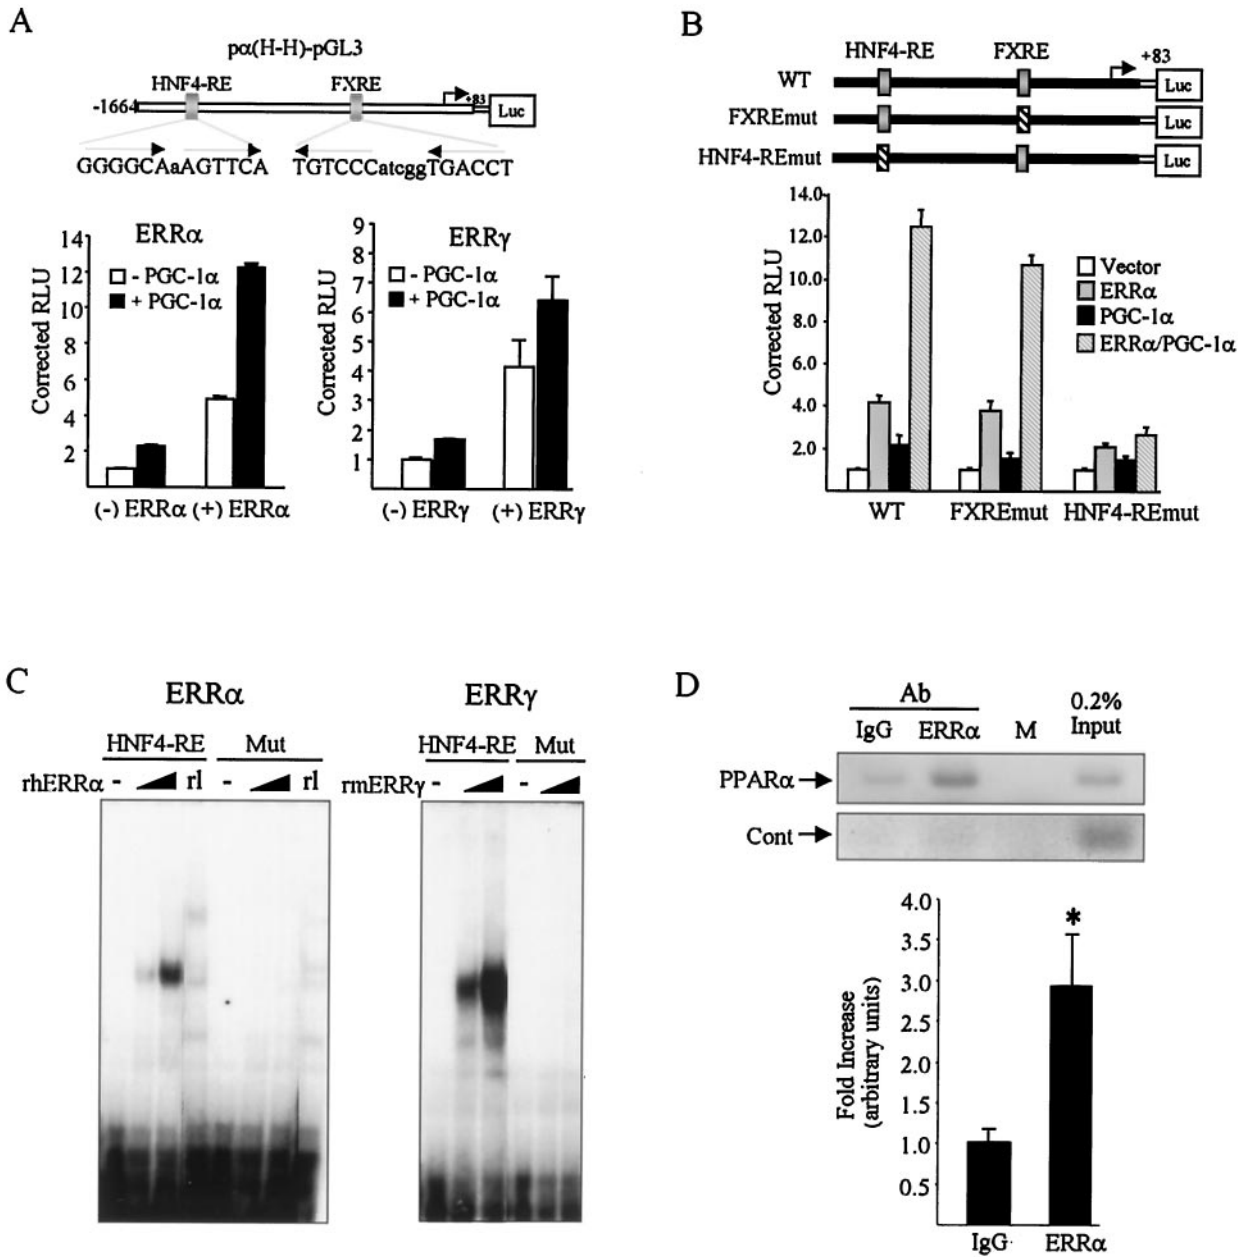 A
pα(H-H)-pGL3
HNF4-RE FXRE
-1664 +83 Luc
GGGGCAaAGTTCA TGTCCCatcggTGACCT
ERRα
- PGC-1α
+ PGC-1α
Corrected RLU
14
12
10
8
6
4
2
(-) ERRα (+) ERRα
ERRγ
- PGC-1α
+ PGC-1α
Corrected RLU
9
8
7
6
5
4
3
2
1
(-) ERRγ (+) ERRγ
B
HNF4-RE FXRE
+83
WT Luc
FXREmut Luc
HNF4-REmut Luc
Corrected RLU
14.0
12.0
10.0
8.0
6.0
4.0
2.0
Vector
ERRα
PGC-1α
ERRα/PGC-1α
WT FXREmut HNF4-REmut
C
ERRα
HNF4-RE Mut
rhERRα - rl - rl
ERRγ
HNF4-RE Mut
rmERRγ - -
D
Ab 0.2%
IgG ERRα M Input
PPARα
Cont
Fold Increase
(arbitrary units)
4.0
3.5
3.0
2.5
2.0
1.5
1.0
0.5
*
IgG ERRα